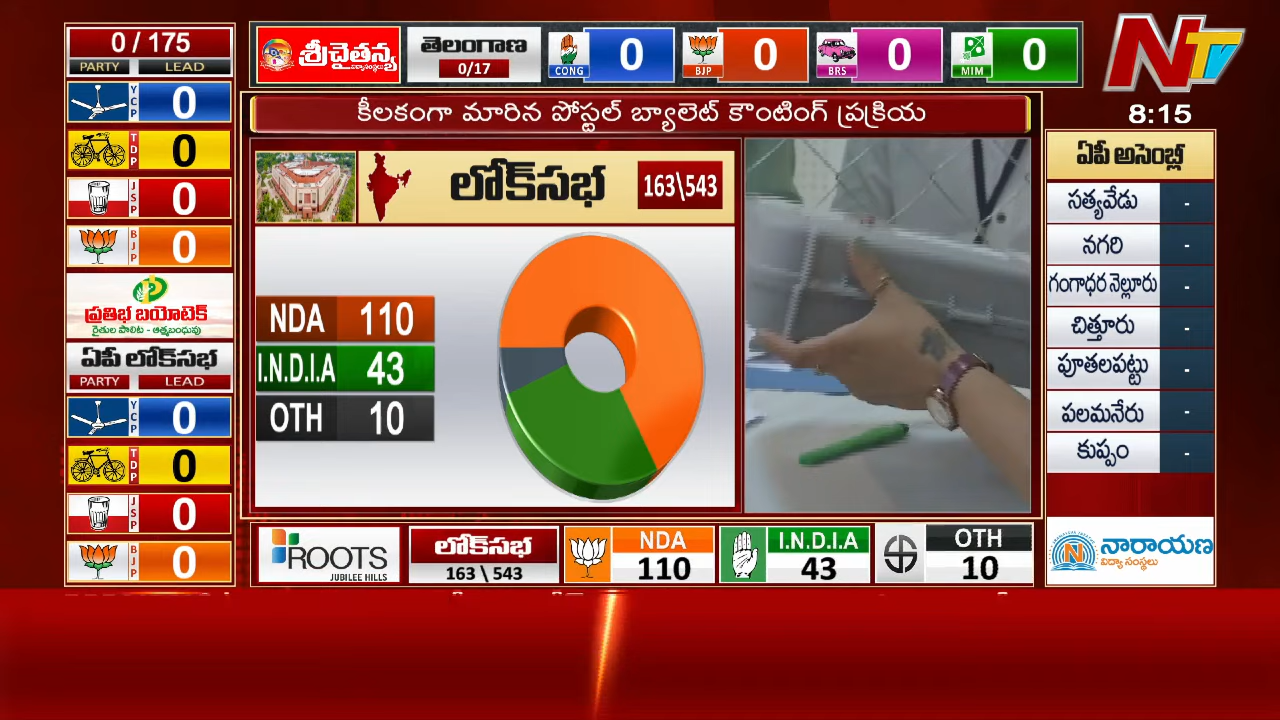 0 / 175
PARTY LEAD
YCP 0
TDP 0
JSP 0
BJP 0
ప్రతిభ బయోటెక్
రైతుల పాలిట - ఆత్మబంధువు
ఏపీ లోక్‌సభ
PARTY LEAD
YCP 0
TDP 0
JSP 0
BJP 0
శ్రీచైతన్య
విద్యాసంస్థలు
తెలంగాణ
0/17
CONG 0
BJP 0
BRS 0
MIM 0
NTV
8:15
కీలకంగా మారిన పోస్టల్ బ్యాలెట్ కౌంటింగ్ ప్రక్రియ
లోక్‌సభ 163\543
NDA 110
I.N.D.I.A 43
OTH 10
ఏపీ అసెంబ్లీ
సత్యవేడు -
నగరి -
గంగాధర నెల్లూరు -
చిత్తూరు -
పూతలపట్టు -
పలమనేరు -
కుప్పం -
ROOTS
JUBILEE HILLS
లోక్‌సభ
163 \ 543
NDA
110
I.N.D.I.A
43
OTH
10
నారాయణ
విద్యా సంస్థలు